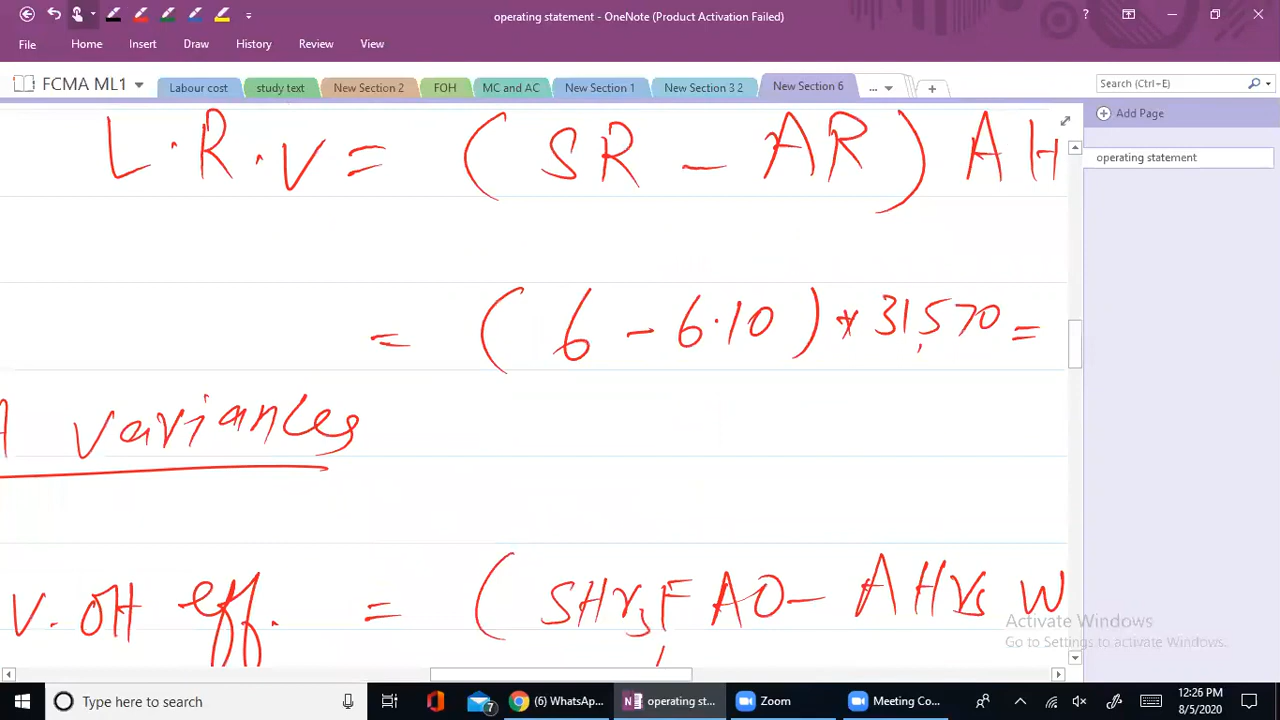 operating statement - OneNote (Product Activation Failed)
File Home Insert Draw History Review View
FCMA ML1 Labour cost study text New Section 2 FOH MC and AC New Section 1 New Section 3 2 New Section 6 ... Search (Ctrl+E)
Add Page
operating statement
L.R.V = (SR - AR) AH
= (6 - 6.10) * 31,570 =
variances
V.OH eff. = (SHrs F AO - AHrs W
Activate Windows
Go to Settings to activate Windows.
Type here to search 7 (6) WhatsApp... operating st... Zoom Meeting Co... 12:26 PM
8/5/2020